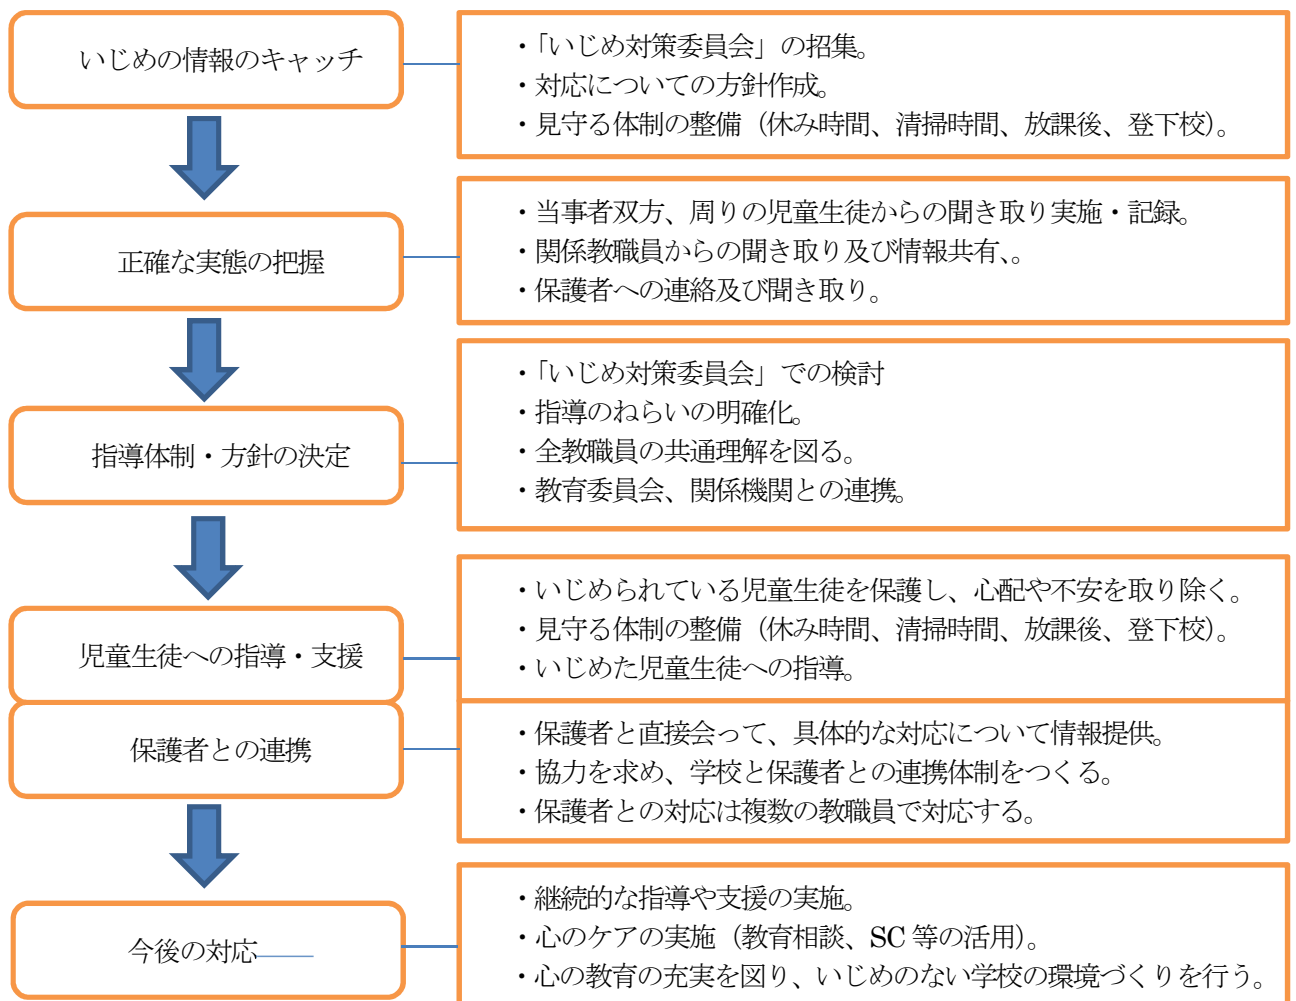 いじめの情報のキャッチ
・「いじめ対策委員会」の招集。
・対応についての方針作成。
・見守る体制の整備（休み時間、清掃時間、放課後、登下校）。
正確な実態の把握
・当事者双方、周りの児童生徒からの聞き取り実施・記録。
・関係教職員からの聞き取り及び情報共有、。
・保護者への連絡及び聞き取り。
指導体制・方針の決定
・「いじめ対策委員会」での検討
・指導のねらいの明確化。
・全教職員の共通理解を図る。
・教育委員会、関係機関との連携。
児童生徒への指導・支援
・いじめられている児童生徒を保護し、心配や不安を取り除く。
・見守る体制の整備（休み時間、清掃時間、放課後、登下校）。
・いじめた児童生徒への指導。
保護者との連携
・保護者と直接会って、具体的な対応について情報提供。
・協力を求め、学校と保護者との連携体制をつくる。
・保護者との対応は複数の教職員で対応する。
今後の対応
・継続的な指導や支援の実施。
・心のケアの実施（教育相談、SC 等の活用）。
・心の教育の充実を図り、いじめのない学校の環境づくりを行う。